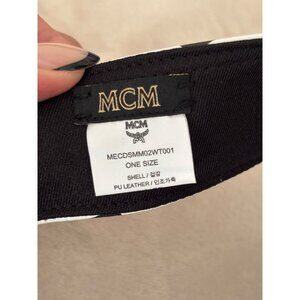 MCM
MCM
MECDSMM02WT001
ONE SIZE
SHELL / 겉감
PU LEATHER / 인조가죽